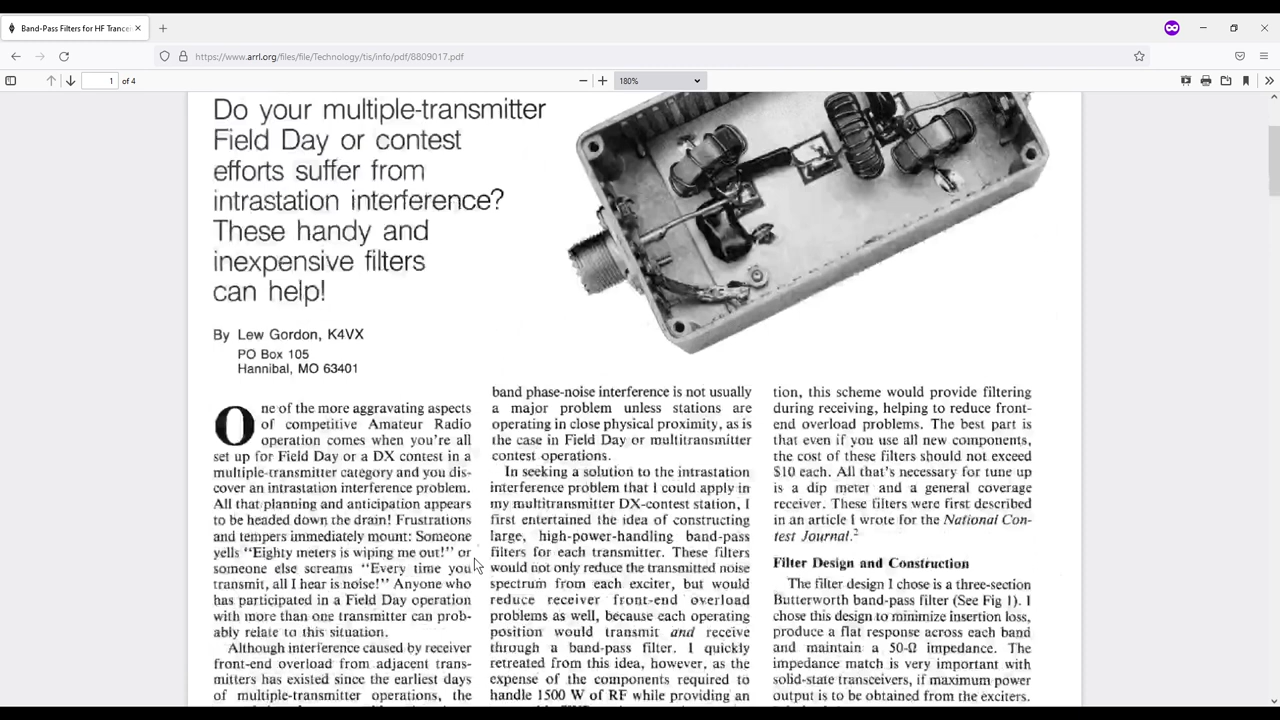 Band-Pass Filters for HF Trance
https://www.arrl.org/files/file/Technology/tis/info/pdf/8809017.pdf
1 of 4
180%
Do your multiple-transmitter
Field Day or contest
efforts suffer from
intrastation interference?
These handy and
inexpensive filters
can help!
By Lew Gordon, K4VX
PO Box 105
Hannibal, MO 63401
One of the more aggravating aspects
of competitive Amateur Radio
operation comes when you're all
set up for Field Day or a DX contest in a
multiple-transmitter category and you dis-
cover an intrastation interference problem.
All that planning and anticipation appears
to be headed down the drain! Frustrations
and tempers immediately mount: Someone
yells "Eighty meters is wiping me out!" or
someone else screams "Every time you
transmit, all I hear is noise!" Anyone who
has participated in a Field Day operation
with more than one transmitter can prob-
ably relate to this situation.
Although interference caused by receiver
front-end overload from adjacent trans-
mitters has existed since the earliest days
of multiple-transmitter operations, the
band phase-noise interference is not usually
a major problem unless stations are
operating in close physical proximity, as is
the case in Field Day or multitransmitter
contest operations.
In seeking a solution to the intrastation
interference problem that I could apply in
my multitransmitter DX-contest station, I
first entertained the idea of constructing
large, high-power-handling band-pass
filters for each transmitter. These filters
would not only reduce the transmitted noise
spectrum from each exciter, but would
reduce receiver front-end overload
problems as well, because each operating
position would transmit and receive
through a band-pass filter. I quickly
retreated from this idea, however, as the
expense of the components required to
handle 1500 W of RF while providing an
tion, this scheme would provide filtering
during receiving, helping to reduce front-
end overload problems. The best part is
that even if you use all new components,
the cost of these filters should not exceed
$10 each. All that's necessary for tune up
is a dip meter and a general coverage
receiver. These filters were first described
in an article I wrote for the National Con-
test Journal.²
Filter Design and Construction
The filter design I chose is a three-section
Butterworth band-pass filter (See Fig 1). I
chose this design to minimize insertion loss,
produce a flat response across each band
and maintain a 50-Ω impedance. The
impedance match is very important with
solid-state transceivers, if maximum power
output is to be obtained from the exciters.